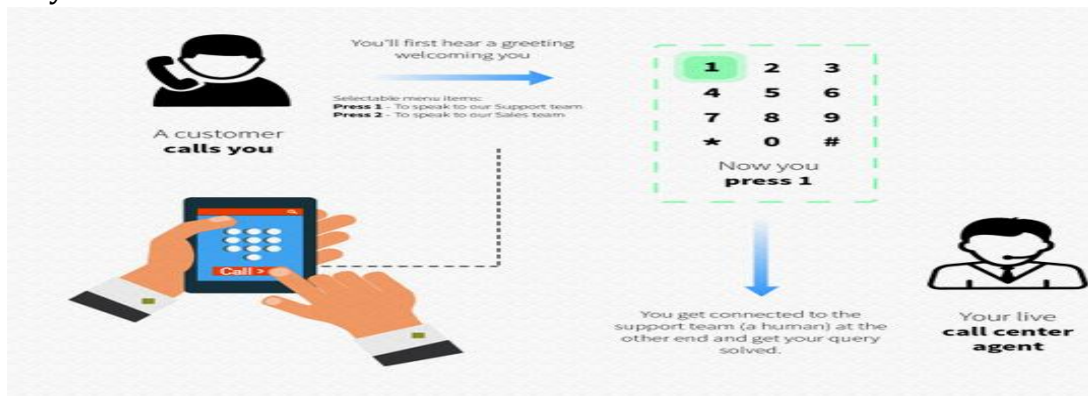 A customer
calls you
You'll first hear a greeting
welcoming you
Selectable menu items:
Press 1 - To speak to our Support team
Press 2 - To speak to our Sales team
Call >
1 2 3
4 5 6
7 8 9
* 0 #
Now you
press 1
You get connected to the
support team (a human) at the
other end and get your query
solved.
Your live
call center
agent